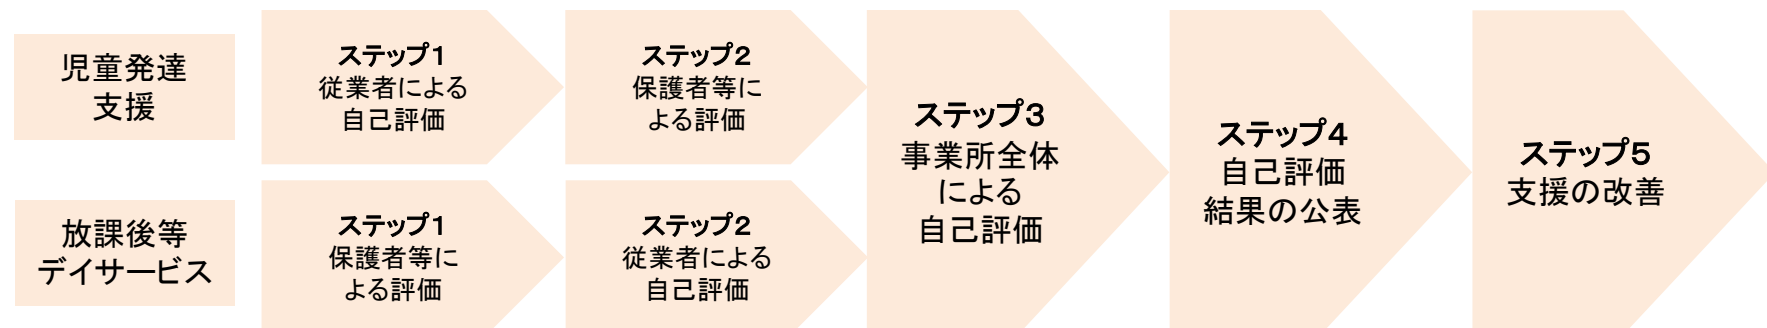 児童発達
支援
ステップ1
従業者による
自己評価
ステップ2
保護者等に
よる評価
放課後等
デイサービス
ステップ1
保護者等に
よる評価
ステップ2
従業者による
自己評価
ステップ3
事業所全体
による
自己評価
ステップ4
自己評価
結果の公表
ステップ5
支援の改善